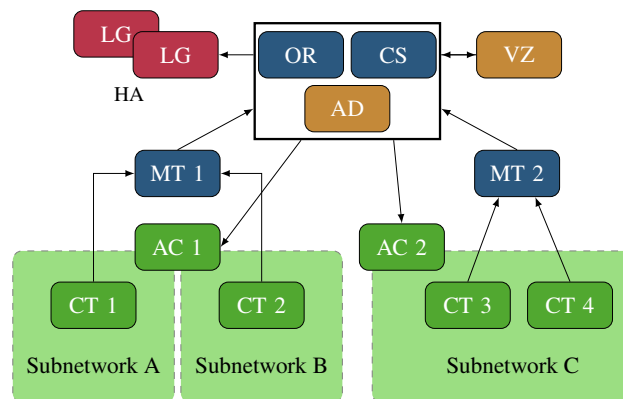 LG
LG
OR
CS
VZ
HA
AD
MT 1
MT 2
AC 1
AC 2
CT 1
CT 2
CT 3
CT 4
Subnetwork A
Subnetwork B
Subnetwork C